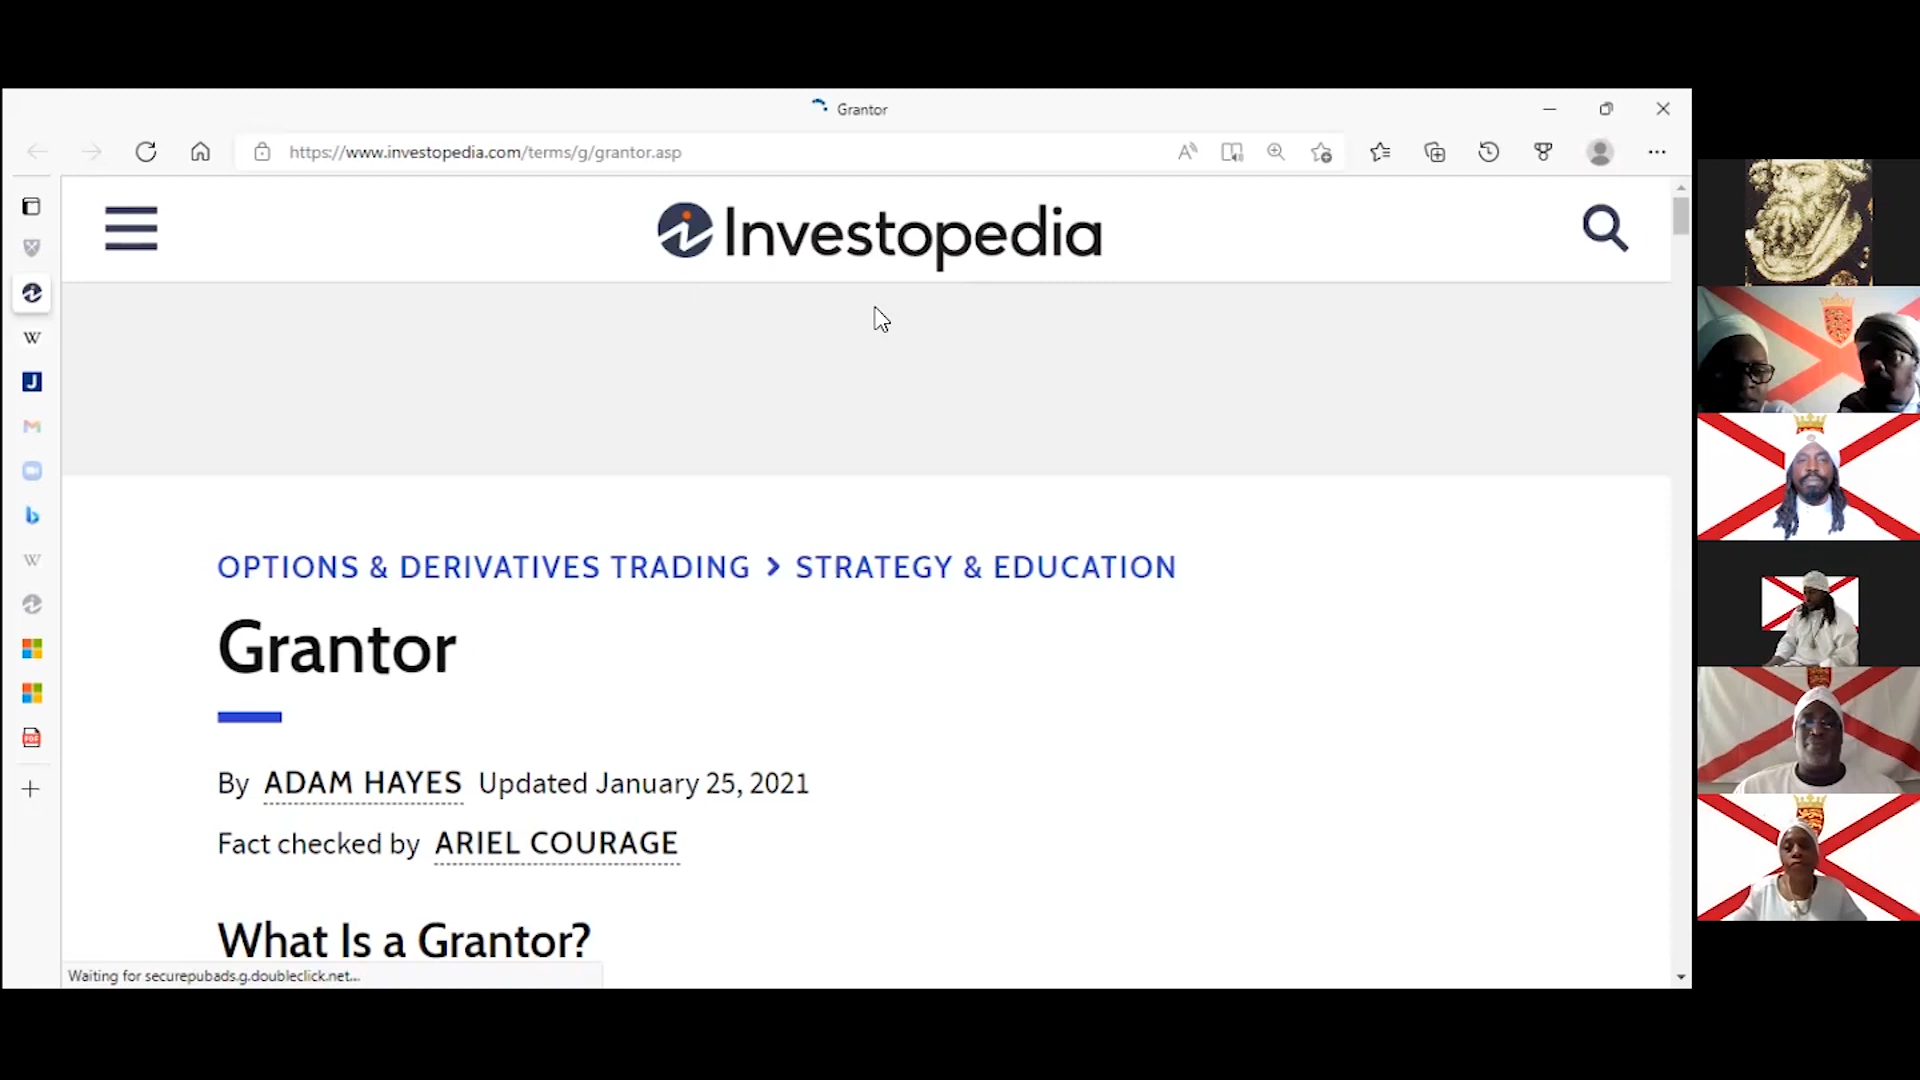 Grantor
https://www.investopedia.com/terms/g/grantor.asp
Investopedia
OPTIONS & DERIVATIVES TRADING > STRATEGY & EDUCATION
Grantor
By ADAM HAYES Updated January 25, 2021
Fact checked by ARIEL COURAGE
What Is a Grantor?
Waiting for securepubads.g.doubleclick.net...